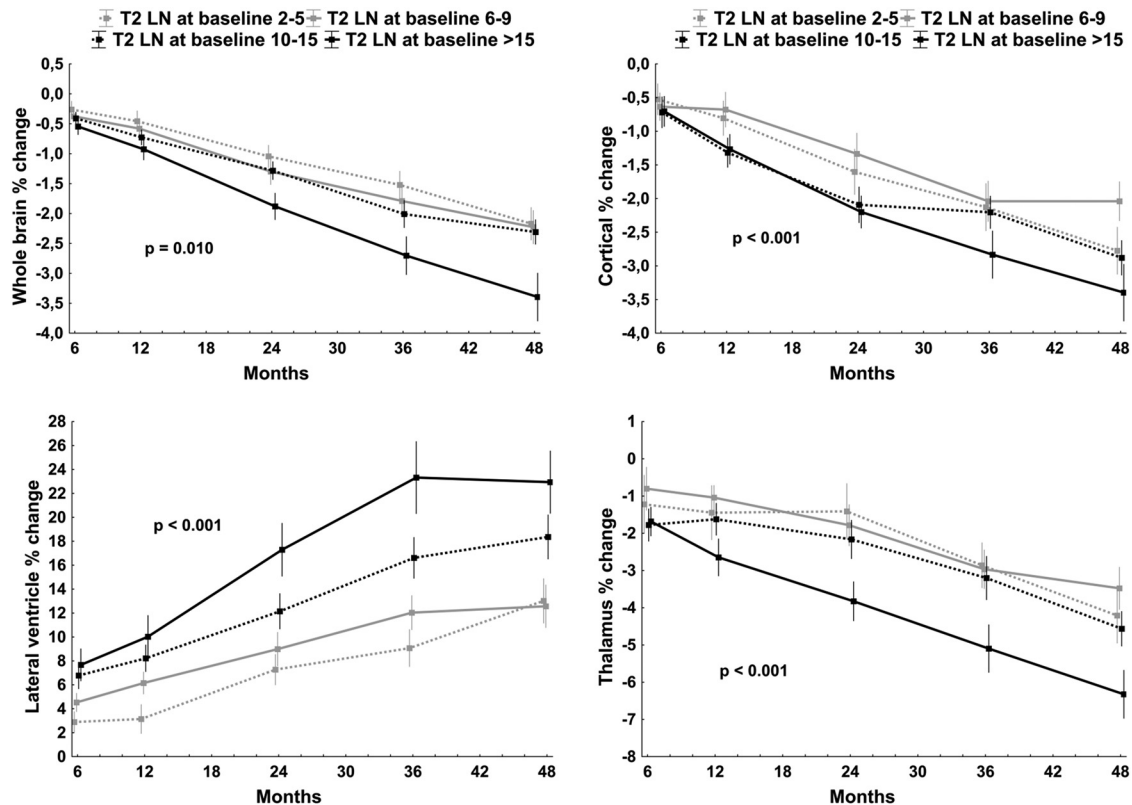 T2 LN at baseline 2-5 T2 LN at baseline 6-9
T2 LN at baseline 10-15 T2 LN at baseline >15
Whole brain % change
0,5
0,0
-0,5
-1,0
-1,5
-2,0
-2,5
-3,0
-3,5
-4,0
p = 0.010
6 12 18 24 30 36 42 48
Months
T2 LN at baseline 2-5 T2 LN at baseline 6-9
T2 LN at baseline 10-15 T2 LN at baseline >15
Cortical % change
0,0
-0,5
-1,0
-1,5
-2,0
-2,5
-3,0
-3,5
-4,0
p < 0.001
6 12 18 24 30 36 42 48
Months
Lateral ventricle % change
28
26
24
22
20
18
16
14
12
10
8
6
4
2
0
p < 0.001
6 12 18 24 30 36 42 48
Months
Thalamus % change
1
0
-1
-2
-3
-4
-5
-6
-7
-8
p < 0.001
6 12 18 24 30 36 42 48
Months